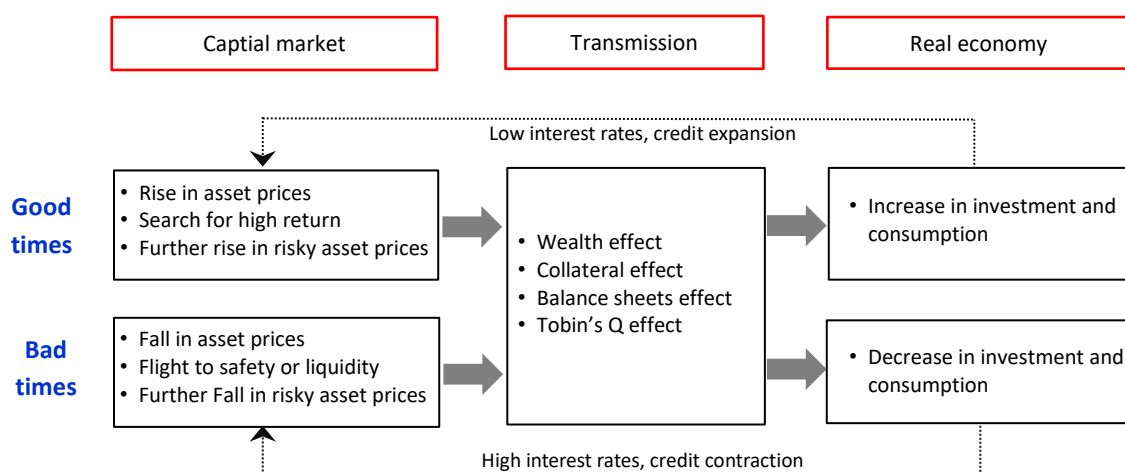 Captial market
Transmission
Real economy
Low interest rates, credit expansion
Good
times
• Rise in asset prices
• Search for high return
• Further rise in risky asset prices
• Wealth effect
• Collateral effect
• Balance sheets effect
• Tobin’s Q effect
• Increase in investment and
consumption
Bad
times
• Fall in asset prices
• Flight to safety or liquidity
• Further Fall in risky asset prices
• Decrease in investment and
consumption
High interest rates, credit contraction